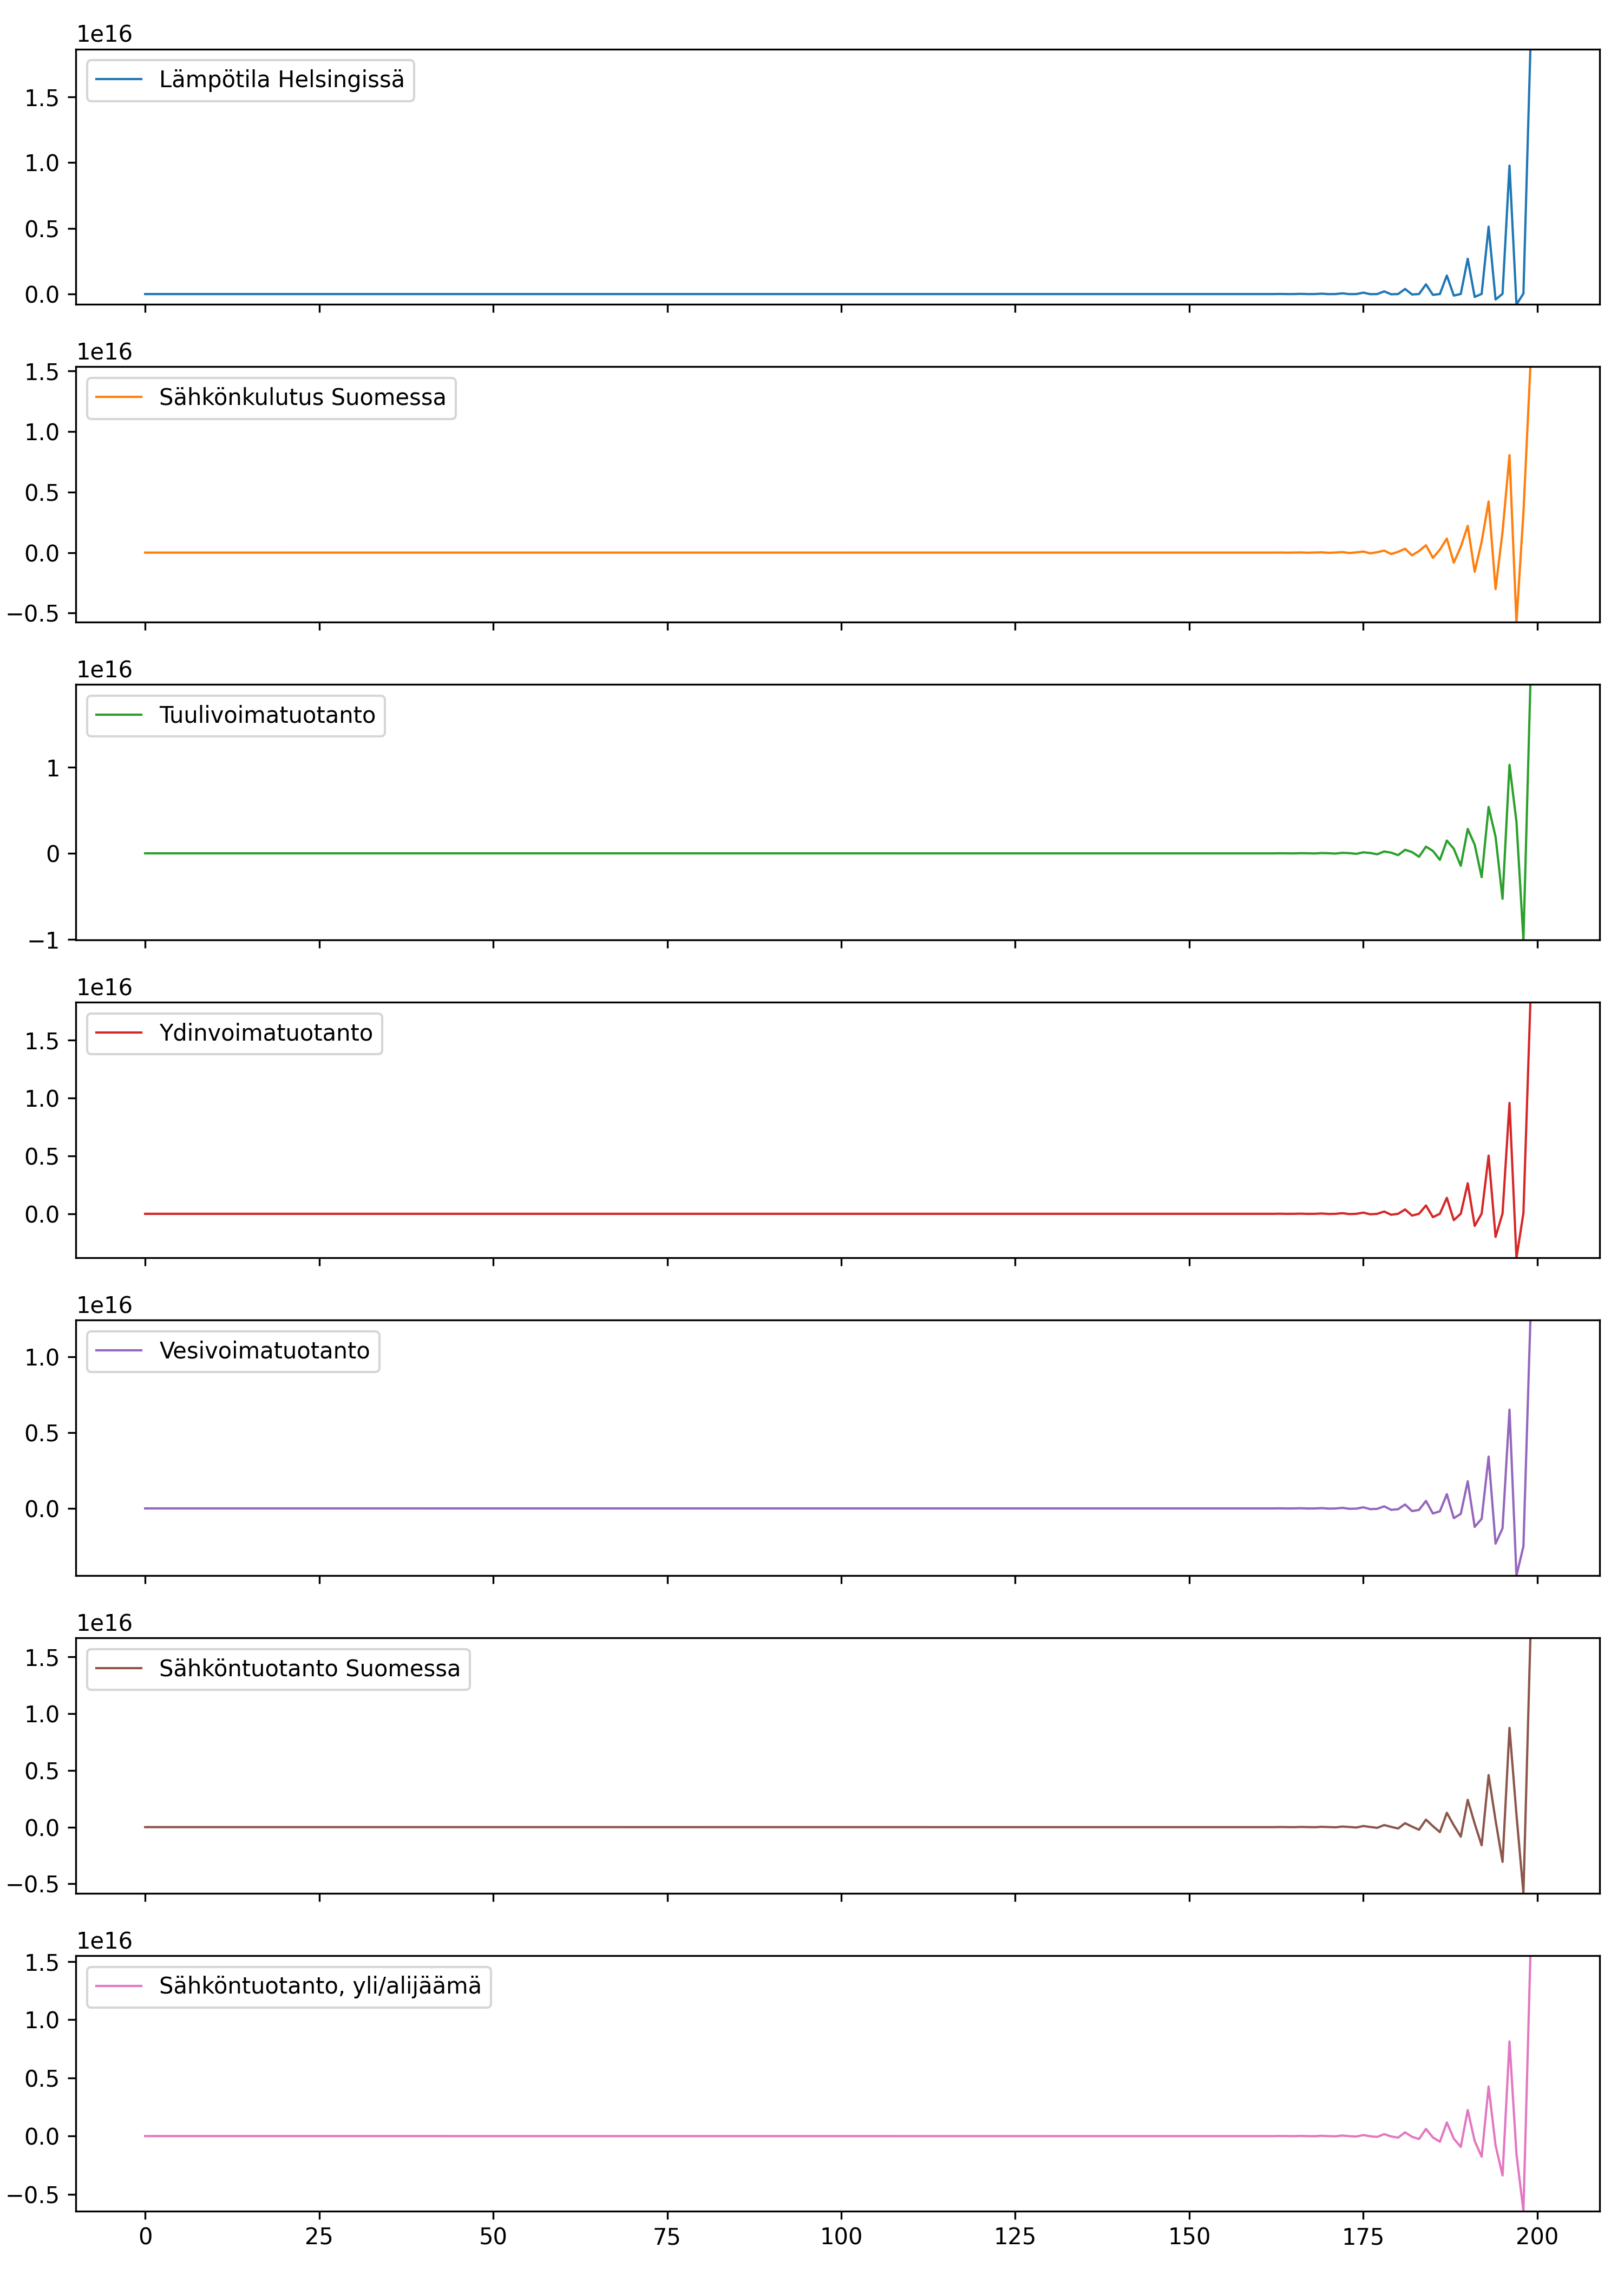 1e16
Lämpötila Helsingissä
1.5
1.0
0.5
0.0
1e16
1.5
Sähkönkulutus Suomessa
1.0
0.5
0.0
−0.5
1e16
Tuulivoimatuotanto
1
0
−1
1e16
Ydinvoimatuotanto
1.5
1.0
0.5
0.0
1e16
Vesivoimatuotanto
1.0
0.5
0.0
1e16
1.5
Sähköntuotanto Suomessa
1.0
0.5
0.0
−0.5
1e16
1.5
Sähköntuotanto, yli/alijäämä
1.0
0.5
0.0
−0.5
0 25 50 75 100 125 150 175 200